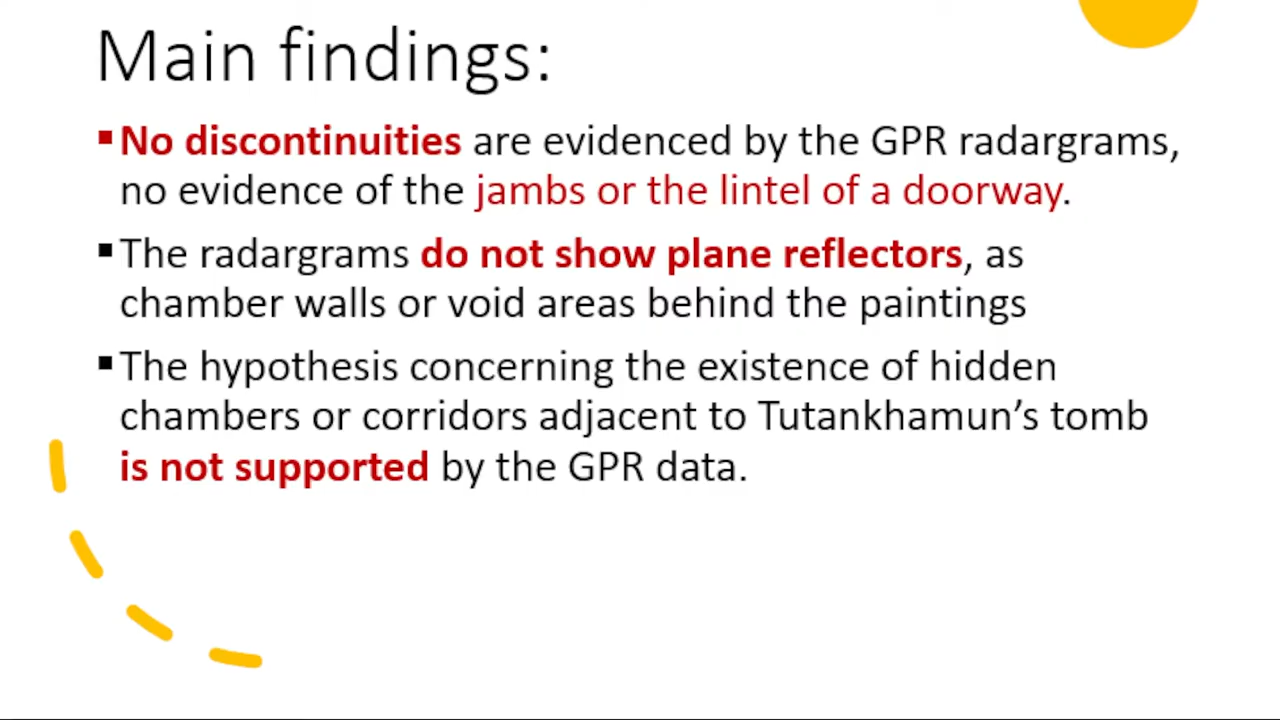 Main findings:
▪No discontinuities are evidenced by the GPR radargrams,
no evidence of the jambs or the lintel of a doorway.
▪The radargrams do not show plane reflectors, as
chamber walls or void areas behind the paintings
▪The hypothesis concerning the existence of hidden
chambers or corridors adjacent to Tutankhamun’s tomb
is not supported by the GPR data.